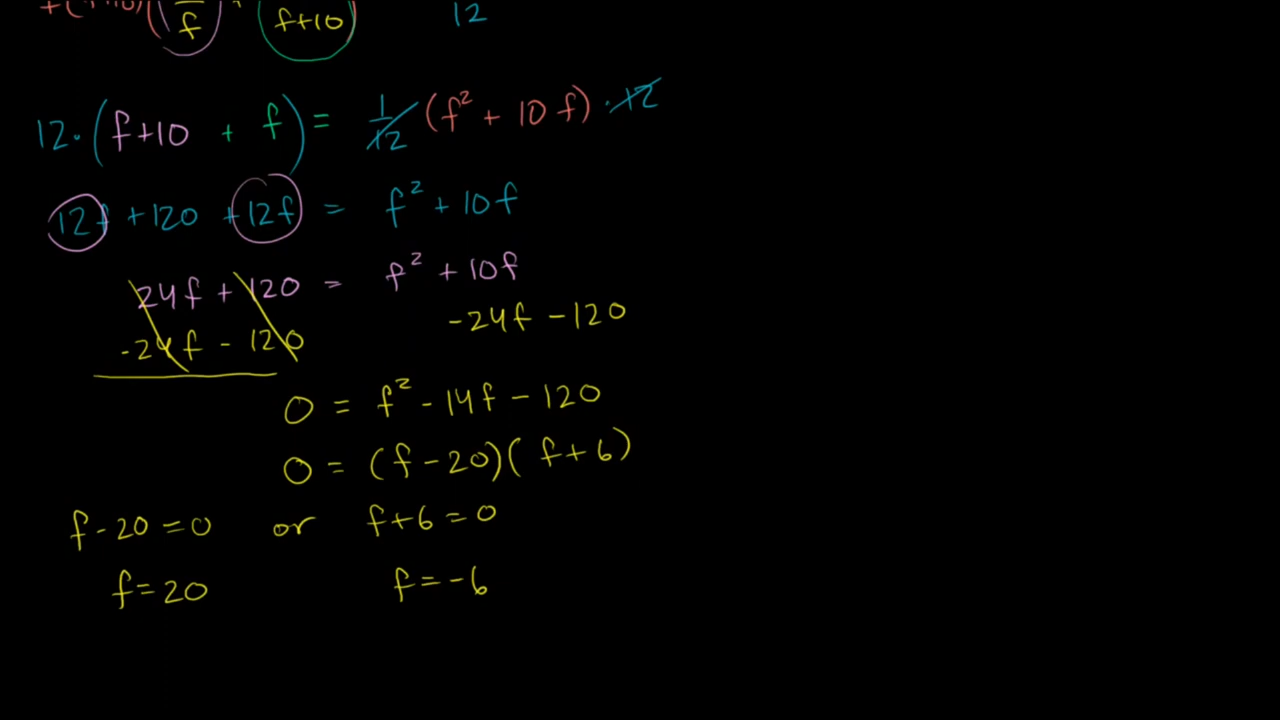 f f+10 12
12·(f+10 + f) = 1/12 (f² + 10f) · 12
12f + 120 + 12f = f² + 10f
24f + 120 = f² + 10f
-24f - 120 -24f - 120
0 = f² - 14f - 120
0 = (f - 20)(f + 6)
f - 20 = 0 or f + 6 = 0
f = 20 f = -6